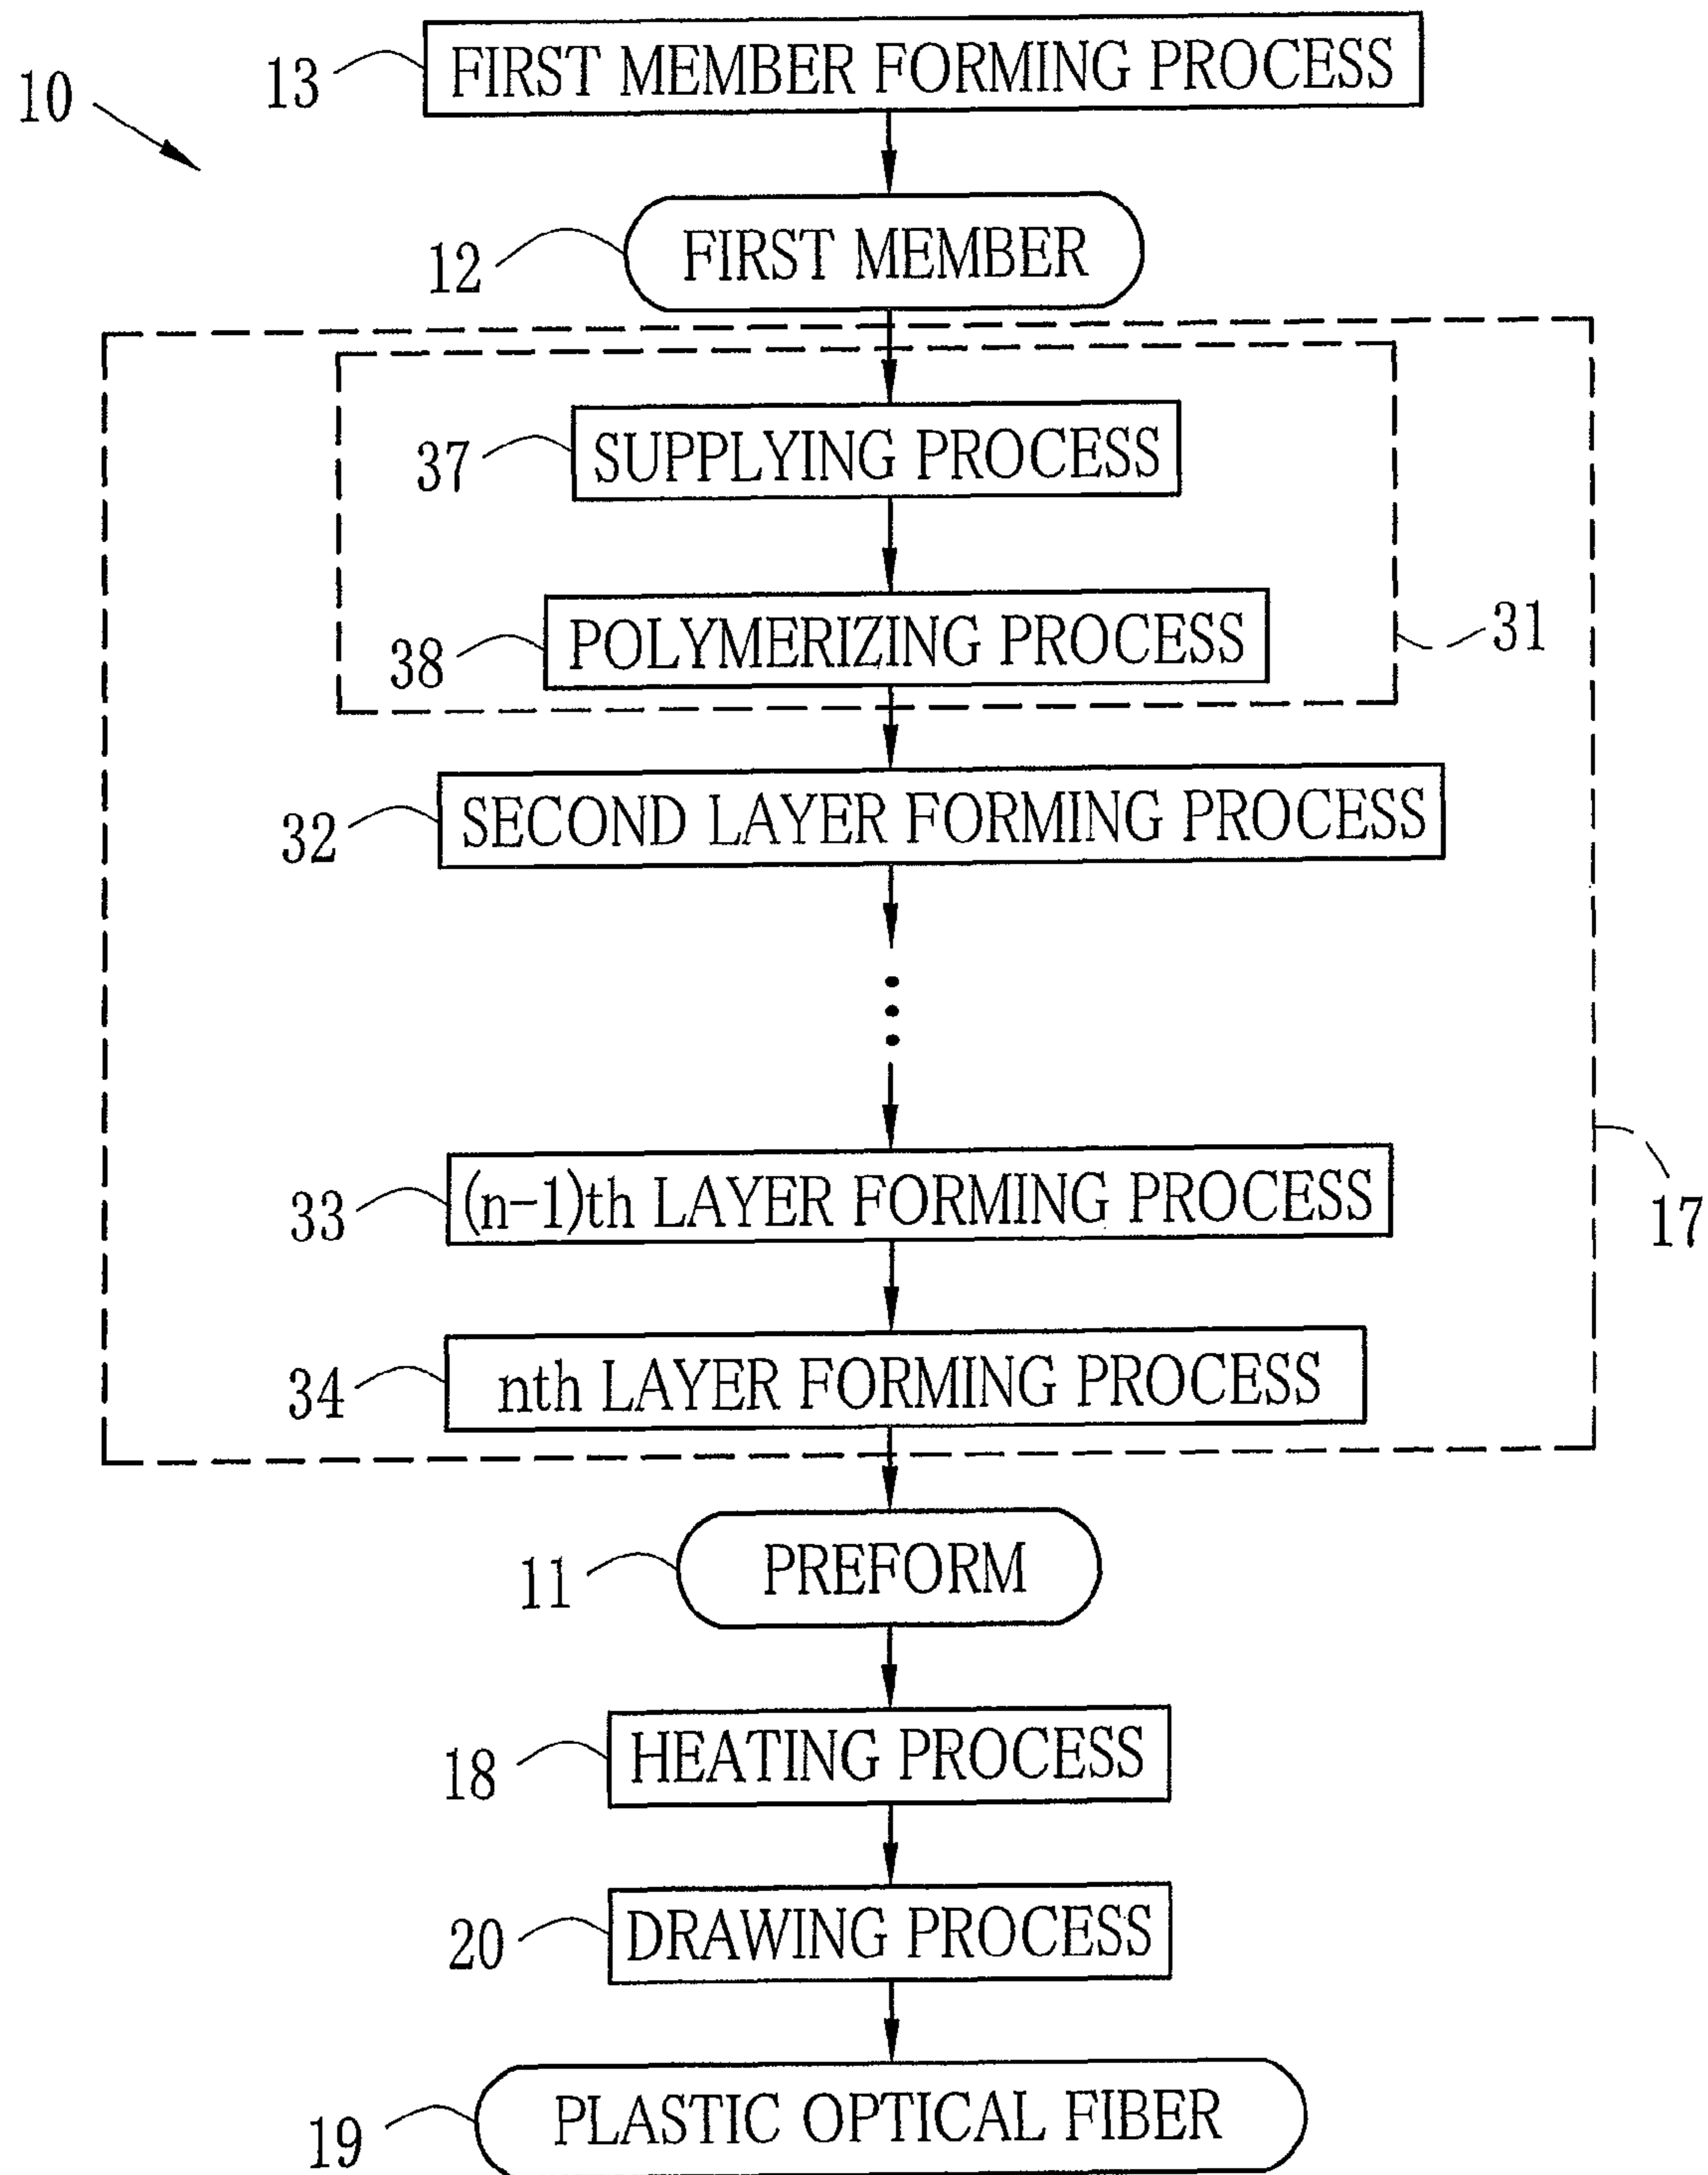 10
13 FIRST MEMBER FORMING PROCESS
12 FIRST MEMBER
37 SUPPLYING PROCESS
38 POLYMERIZING PROCESS
31
32 SECOND LAYER FORMING PROCESS
33 (n-1)th LAYER FORMING PROCESS
17
34 nth LAYER FORMING PROCESS
11 PREFORM
18 HEATING PROCESS
20 DRAWING PROCESS
19 PLASTIC OPTICAL FIBER